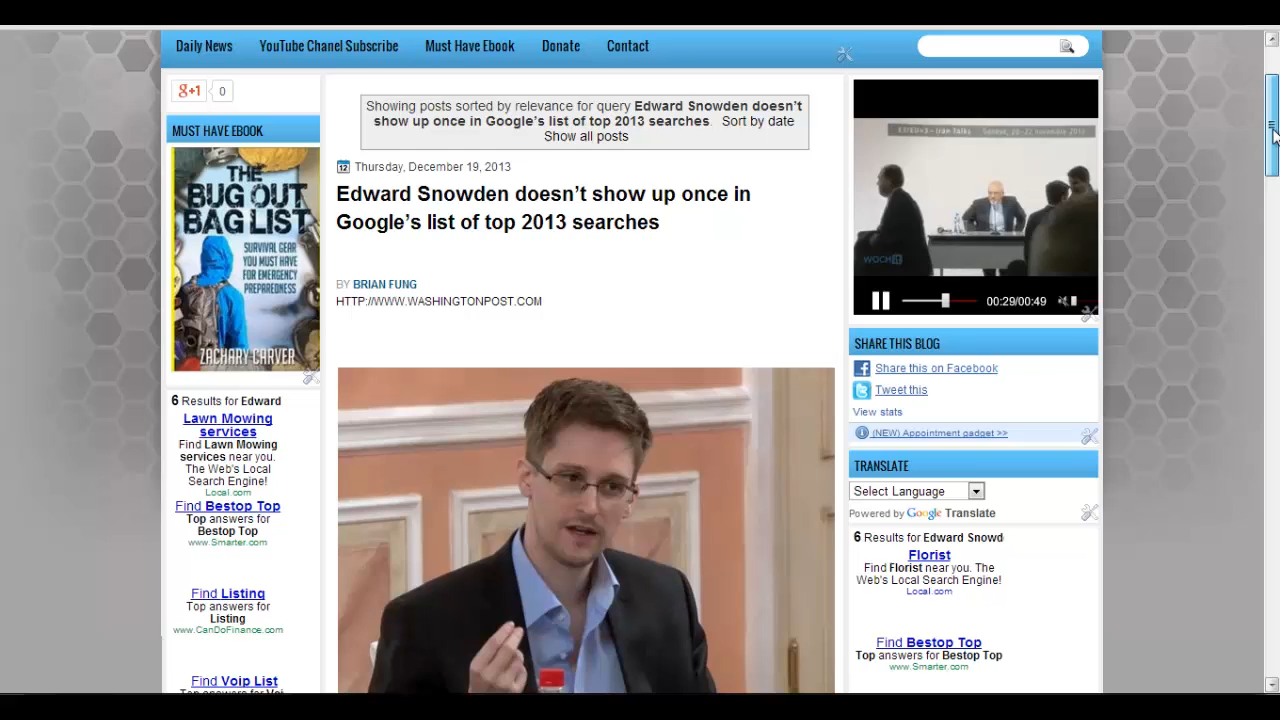 Daily News
YouTube Chanel Subscribe
Must Have Ebook
Donate
Contact
g+1
0
MUST HAVE EBOOK
THE
BUG OUT
BAG LIST
SURVIVAL GEAR
YOU MUST HAVE
FOR EMERGENCY
PREPAREDNESS
ZACHARY CARVER
6 Results for Edward
Lawn Mowing
services
Find Lawn Mowing
services near you.
The Web's Local
Search Engine!
Local.com
Find Bestop Top
Top answers for
Bestop Top
www.Smarter.com
Find Listing
Top answers for
Listing
www.CanDoFinance.com
Find Voip List
Showing posts sorted by relevance for query Edward Snowden doesn’t
show up once in Google’s list of top 2013 searches. Sort by date
Show all posts
12
Thursday, December 19, 2013
Edward Snowden doesn’t show up once in
Google’s list of top 2013 searches
BY BRIAN FUNG
HTTP://WWW.WASHINGTONPOST.COM
WOCHit
00:29/00:49
SHARE THIS BLOG
Share this on Facebook
Tweet this
View stats
(NEW) Appointment gadget >>
TRANSLATE
Select Language
Powered by Google Translate
6 Results for Edward Snowd
Florist
Find Florist near you. The
Web's Local Search Engine!
Local.com
Find Bestop Top
Top answers for Bestop Top
www.Smarter.com